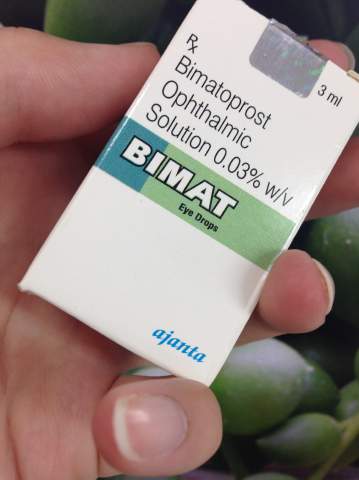 Rx
Bimatoprost
Ophthalmic
Solution 0.03% w/v
3 ml
BIMAT
Eye Drops
ajanta